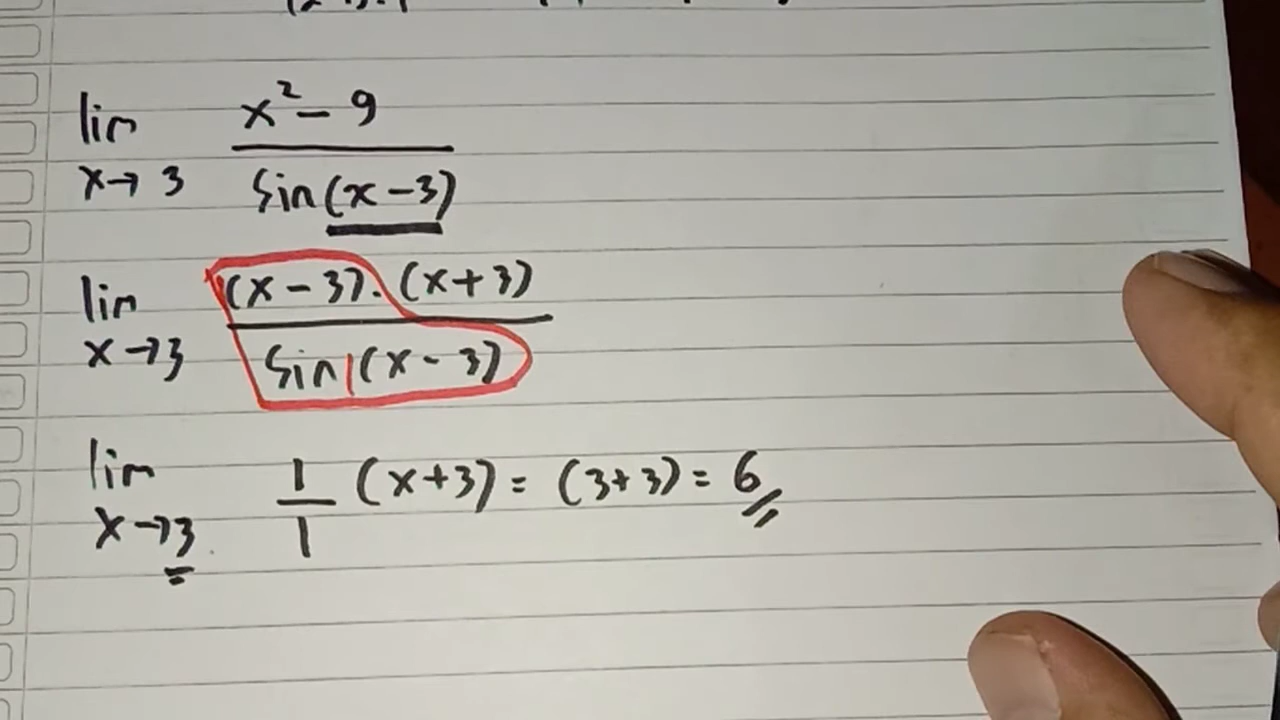 lim x→3 x² - 9 / sin(x-3)
lim x→3 (x-3).(x+3) / sin(x-3)
lim x→3 1/1 (x+3) = (3+3) = 6